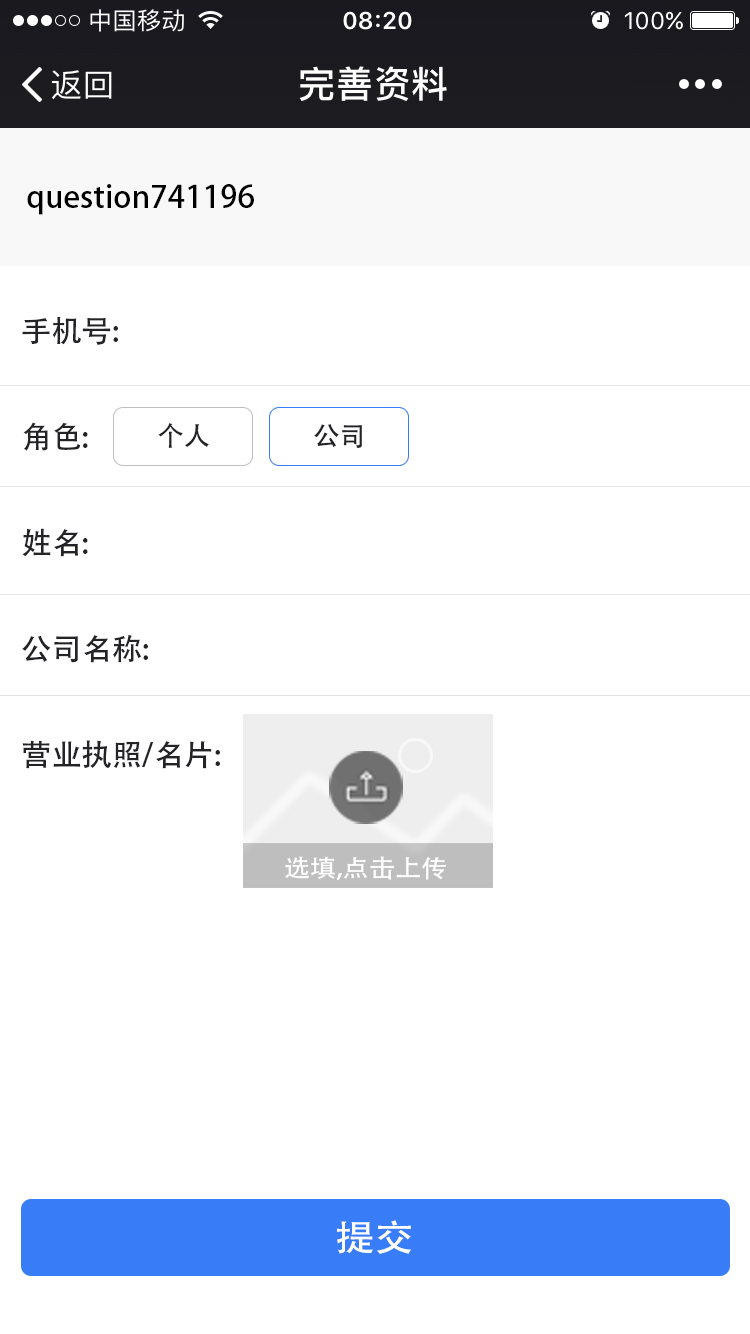 中国移动 08:20 100%
返回 完善资料
question741196
手机号:
角色: 个人 公司
姓名:
公司名称:
营业执照/名片:
选填,点击上传
提交